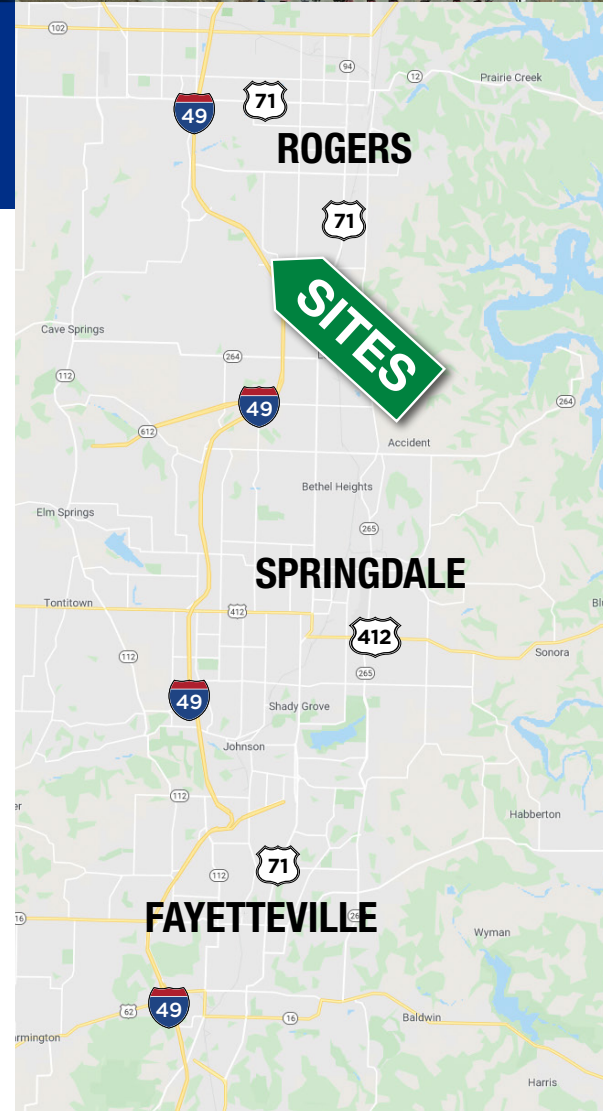 102
94
12
Prairie Creek
71
49
ROGERS
71
SITES
Cave Springs
264
112
49
264
612
Accident
Bethel Heights
Elm Springs
265
SPRINGDALE
Tontitown
412
412
Sonora
112
265
49
Shady Grove
Johnson
112
Habberton
71
112
FAYETTEVILLE
16
Wyman
49
62
16
Baldwin
Harris